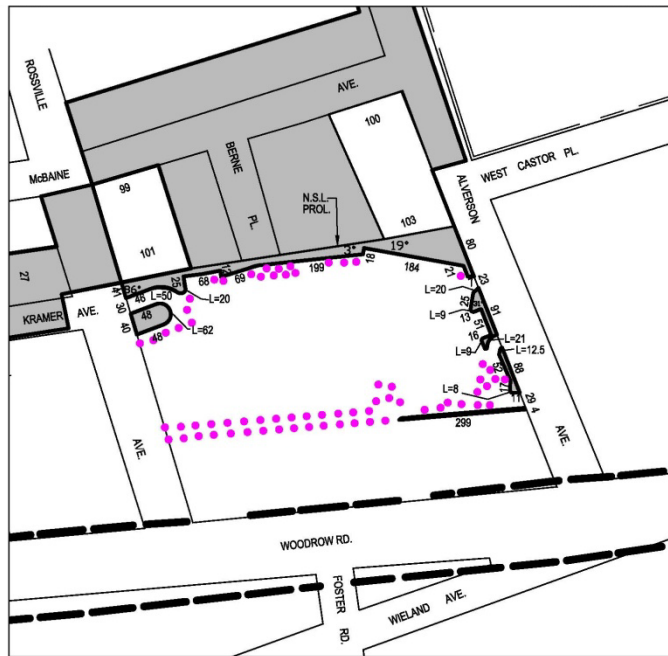 ROSSVILLE
AVE.
100
BERNE
PL.
McBAINE
99
WEST CASTOR PL.
ALVERSON
N.S.L.
PROL.
103
101
27
3°
19°
80
18
184
199
12
69
68
25
96°
46
L=50
L=20
41
30
40
KRAMER
AVE.
48
48
L=62
21
23
L=20
25
91
L=9
13
51
16
L=21
L=9
L=12.5
52
88
L=8
17
29
4
299
AVE.
AVE.
WOODROW RD.
FOSTER
RD.
WIELAND AVE.